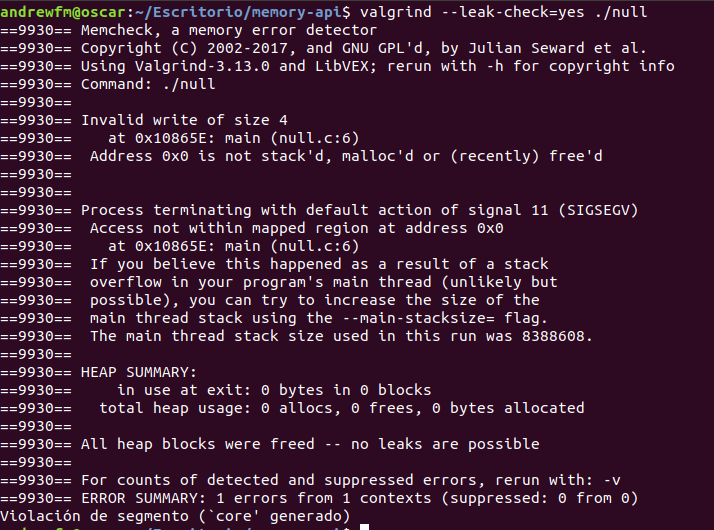 andrewfm@oscar:~/Escritorio/memory-api$ valgrind --leak-check=yes ./null
==9930== Memcheck, a memory error detector
==9930== Copyright (C) 2002-2017, and GNU GPL'd, by Julian Seward et al.
==9930== Using Valgrind-3.13.0 and LibVEX; rerun with -h for copyright info
==9930== Command: ./null
==9930==
==9930== Invalid write of size 4
==9930==    at 0x10865E: main (null.c:6)
==9930==  Address 0x0 is not stack'd, malloc'd or (recently) free'd
==9930==
==9930==
==9930== Process terminating with default action of signal 11 (SIGSEGV)
==9930==  Access not within mapped region at address 0x0
==9930==    at 0x10865E: main (null.c:6)
==9930==  If you believe this happened as a result of a stack
==9930==  overflow in your program's main thread (unlikely but
==9930==  possible), you can try to increase the size of the
==9930==  main thread stack using the --main-stacksize= flag.
==9930==  The main thread stack size used in this run was 8388608.
==9930==
==9930== HEAP SUMMARY:
==9930==     in use at exit: 0 bytes in 0 blocks
==9930==   total heap usage: 0 allocs, 0 frees, 0 bytes allocated
==9930==
==9930== All heap blocks were freed -- no leaks are possible
==9930==
==9930== For counts of detected and suppressed errors, rerun with: -v
==9930== ERROR SUMMARY: 1 errors from 1 contexts (suppressed: 0 from 0)
Violación de segmento (`core' generado)
andrewfm@oscar:~/Escritorio/memory-api$